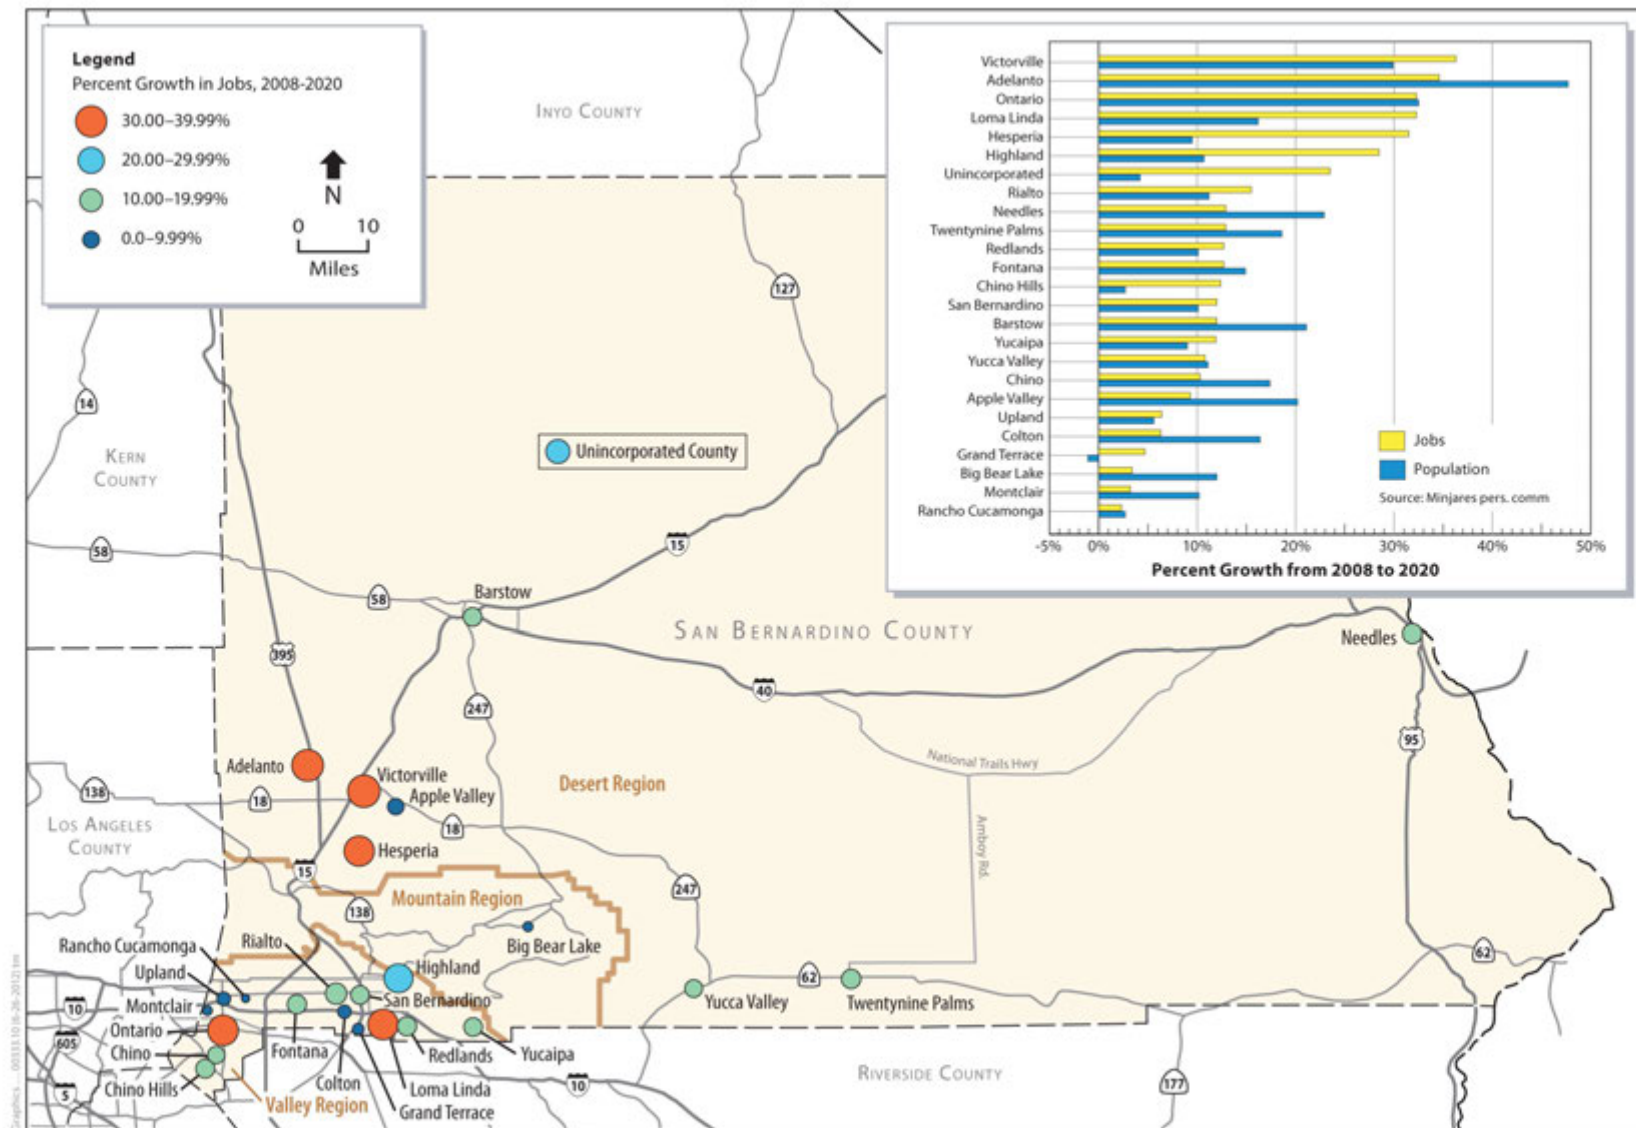 Legend
Percent Growth in Jobs, 2008-2020
30.00–39.99%
20.00–29.99%
10.00–19.99%
0.0–9.99%
N
0 10
Miles
INYO COUNTY
Victorville
Adelanto
Ontario
Loma Linda
Hesperia
Highland
Unincorporated
Rialto
Needles
Twentynine Palms
Redlands
Fontana
Chino Hills
San Bernardino
Barstow
Yucaipa
Yucca Valley
Chino
Apple Valley
Upland
Colton
Grand Terrace
Big Bear Lake
Montclair
Rancho Cucamonga
Jobs
Population
Source: Minjares pers. comm
-5% 0% 10% 20% 30% 40% 50%
Percent Growth from 2008 to 2020
127
14
KERN
COUNTY
Unincorporated County
58
15
58
Barstow
SAN BERNARDINO COUNTY
Needles
395
40
247
95
National Trails Hwy
Adelanto
Victorville
Apple Valley
Desert Region
138
18
18
LOS ANGELES
COUNTY
Amboy Rd.
Hesperia
15
247
Mountain Region
138
Rancho Cucamonga
Rialto
Big Bear Lake
62
Upland
Highland
62
Montclair
San Bernardino
Yucca Valley
Twentynine Palms
10
Ontario
605
Chino
Fontana
Redlands
Yucaipa
Chino Hills
Colton
Loma Linda
10
RIVERSIDE COUNTY
177
5
Valley Region
Grand Terrace